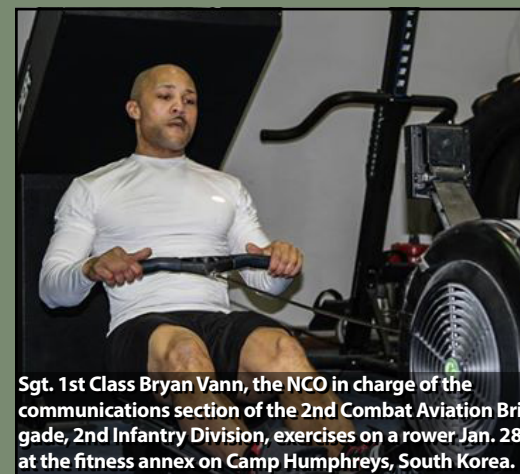 Sgt. 1st Class Bryan Vann, the NCO in charge of the
communications section of the 2nd Combat Aviation Bri-
gade, 2nd Infantry Division, exercises on a rower Jan. 28
at the fitness annex on Camp Humphreys, South Korea.